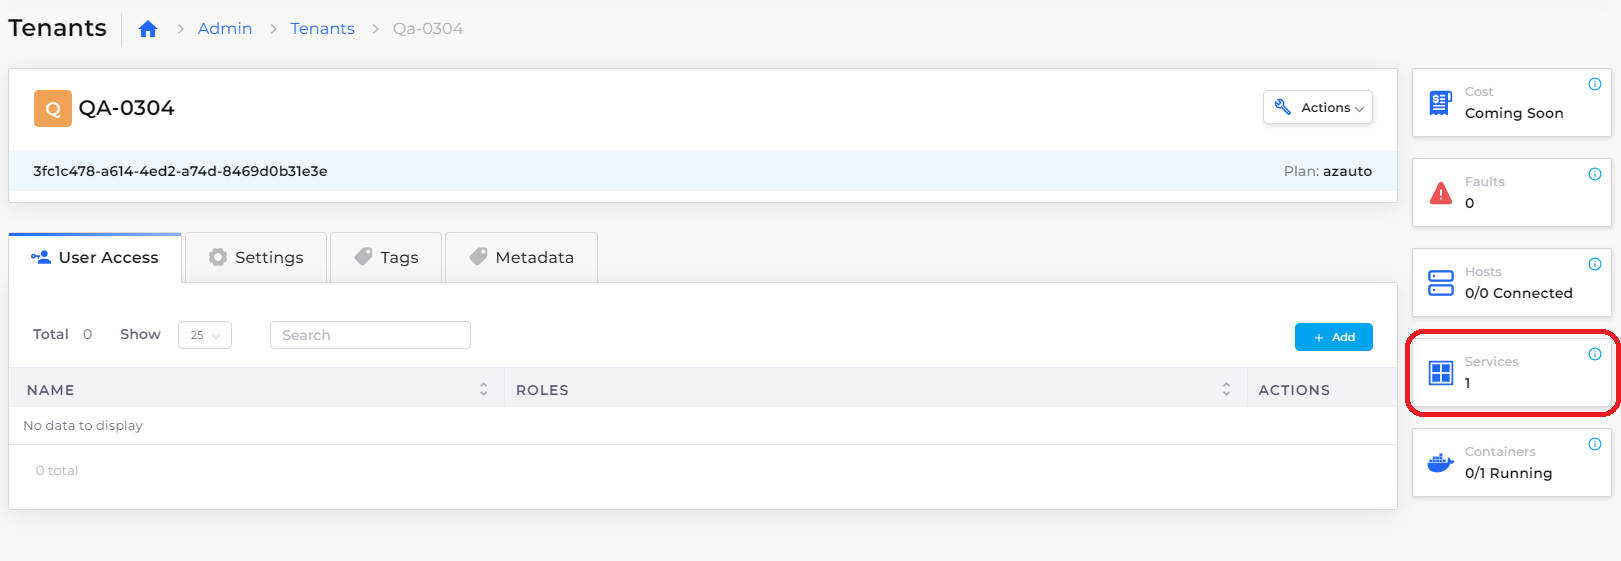 Tenants > Admin > Tenants > Qa-0304
Q QA-0304
Actions
3fc1c478-a614-4ed2-a74d-8469d0b31e3e
Plan: azauto
User Access
Settings
Tags
Metadata
Total 0 Show 25 Search
+ Add
NAME ROLES ACTIONS
No data to display
0 total
Cost
Coming Soon
Faults
0
Hosts
0/0 Connected
Services
1
Containers
0/1 Running